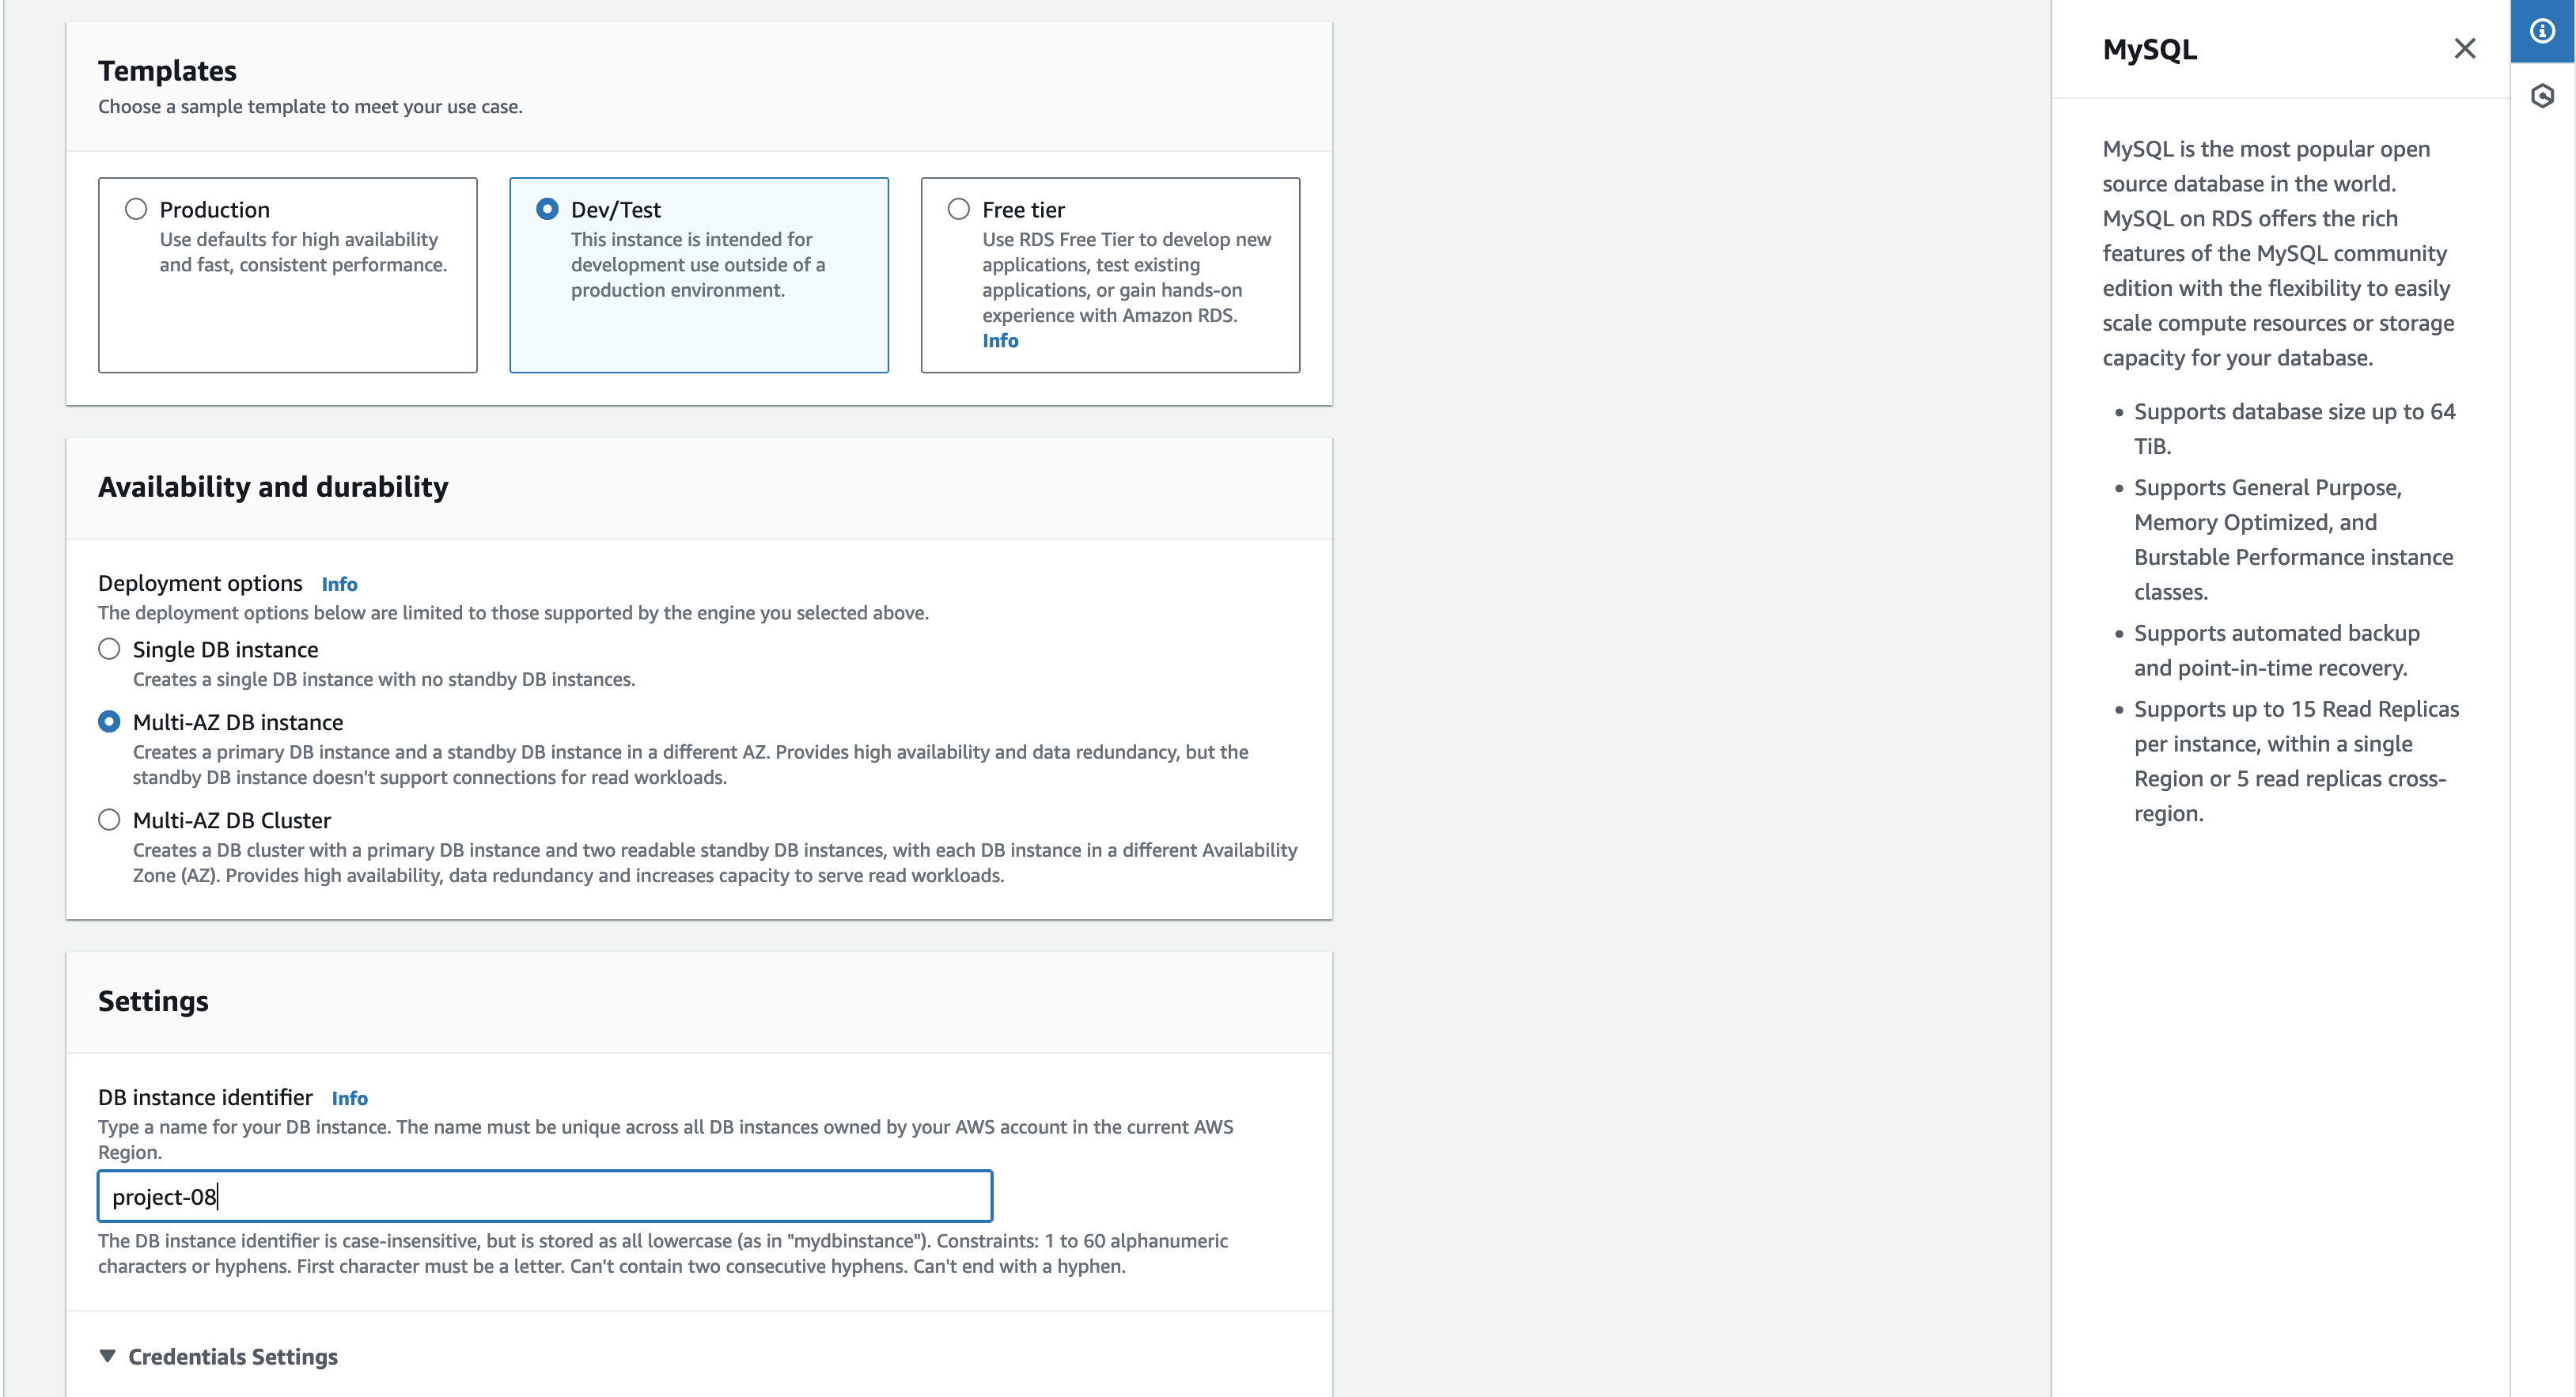 Templates
Choose a sample template to meet your use case.
Production
Use defaults for high availability
and fast, consistent performance.
Dev/Test
This instance is intended for
development use outside of a
production environment.
Free tier
Use RDS Free Tier to develop new
applications, test existing
applications, or gain hands-on
experience with Amazon RDS.
Info
Availability and durability
Deployment options Info
The deployment options below are limited to those supported by the engine you selected above.
Single DB instance
Creates a single DB instance with no standby DB instances.
Multi-AZ DB instance
Creates a primary DB instance and a standby DB instance in a different AZ. Provides high availability and data redundancy, but the
standby DB instance doesn't support connections for read workloads.
Multi-AZ DB Cluster
Creates a DB cluster with a primary DB instance and two readable standby DB instances, with each DB instance in a different Availability
Zone (AZ). Provides high availability, data redundancy and increases capacity to serve read workloads.
Settings
DB instance identifier Info
Type a name for your DB instance. The name must be unique across all DB instances owned by your AWS account in the current AWS
Region.
project-08
The DB instance identifier is case-insensitive, but is stored as all lowercase (as in "mydbinstance"). Constraints: 1 to 60 alphanumeric
characters or hyphens. First character must be a letter. Can't contain two consecutive hyphens. Can't end with a hyphen.
Credentials Settings
MySQL
MySQL is the most popular open
source database in the world.
MySQL on RDS offers the rich
features of the MySQL community
edition with the flexibility to easily
scale compute resources or storage
capacity for your database.
• Supports database size up to 64
TiB.
• Supports General Purpose,
Memory Optimized, and
Burstable Performance instance
classes.
• Supports automated backup
and point-in-time recovery.
• Supports up to 15 Read Replicas
per instance, within a single
Region or 5 read replicas cross-
region.